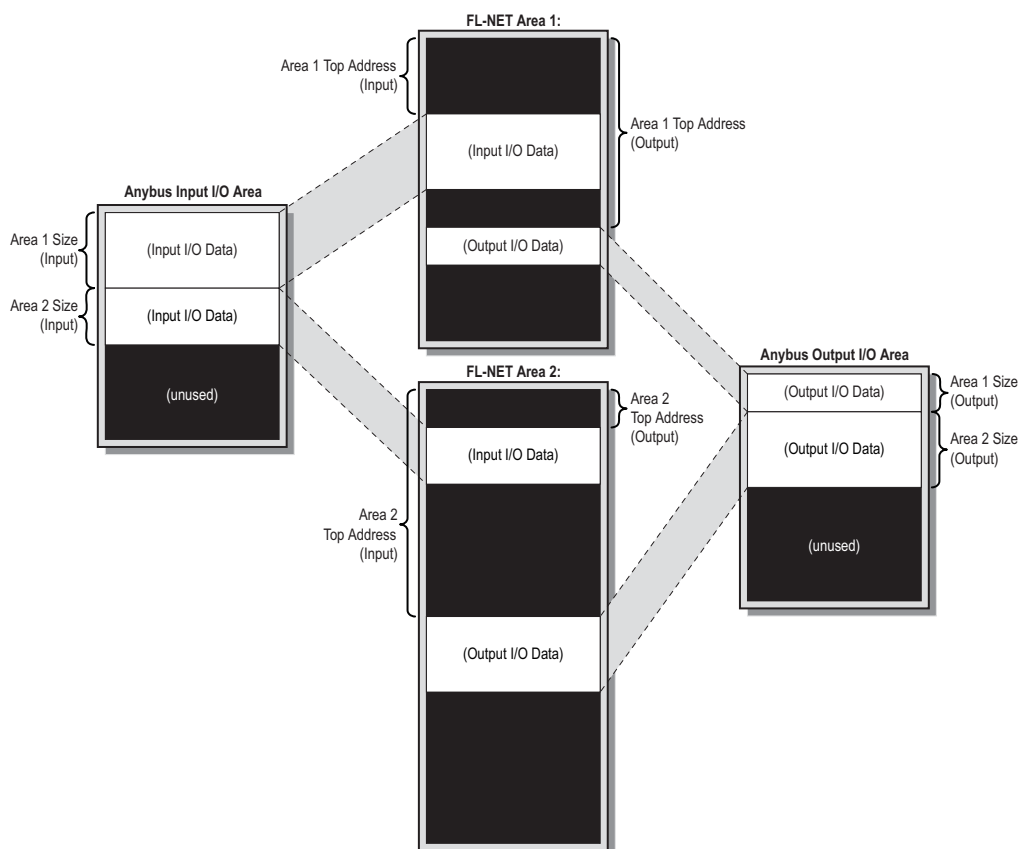 FL-NET Area 1:
Area 1 Top Address
(Input)
Area 1 Top Address
(Output)
(Input I/O Data)
(Output I/O Data)
Anybus Input I/O Area
Area 1 Size
(Input)
(Input I/O Data)
Area 2 Size
(Input)
(Input I/O Data)
(unused)
FL-NET Area 2:
Area 2
Top Address
(Output)
(Input I/O Data)
Area 2
Top Address
(Input)
(Output I/O Data)
Anybus Output I/O Area
(Output I/O Data)
Area 1 Size
(Output)
(Output I/O Data)
Area 2 Size
(Output)
(unused)